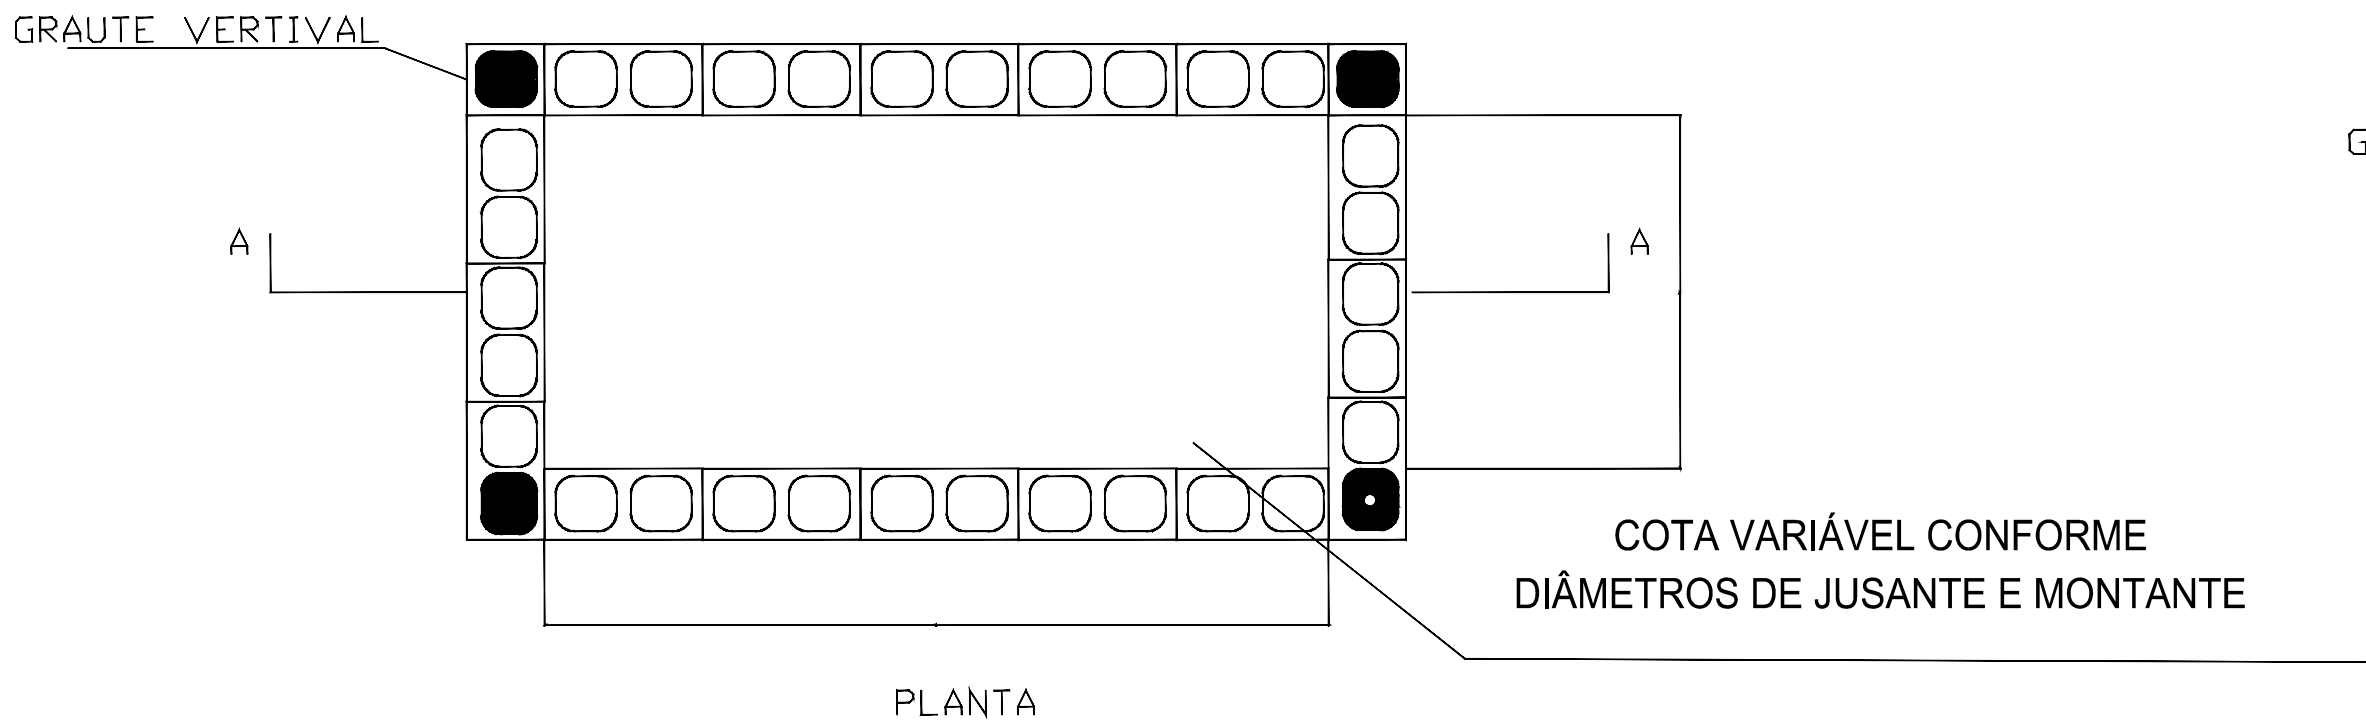 GRAUTE VERTIVAL
G
A
A
COTA VARIÁVEL CONFORME
DIÂMETROS DE JUSANTE E MONTANTE
PLANTA